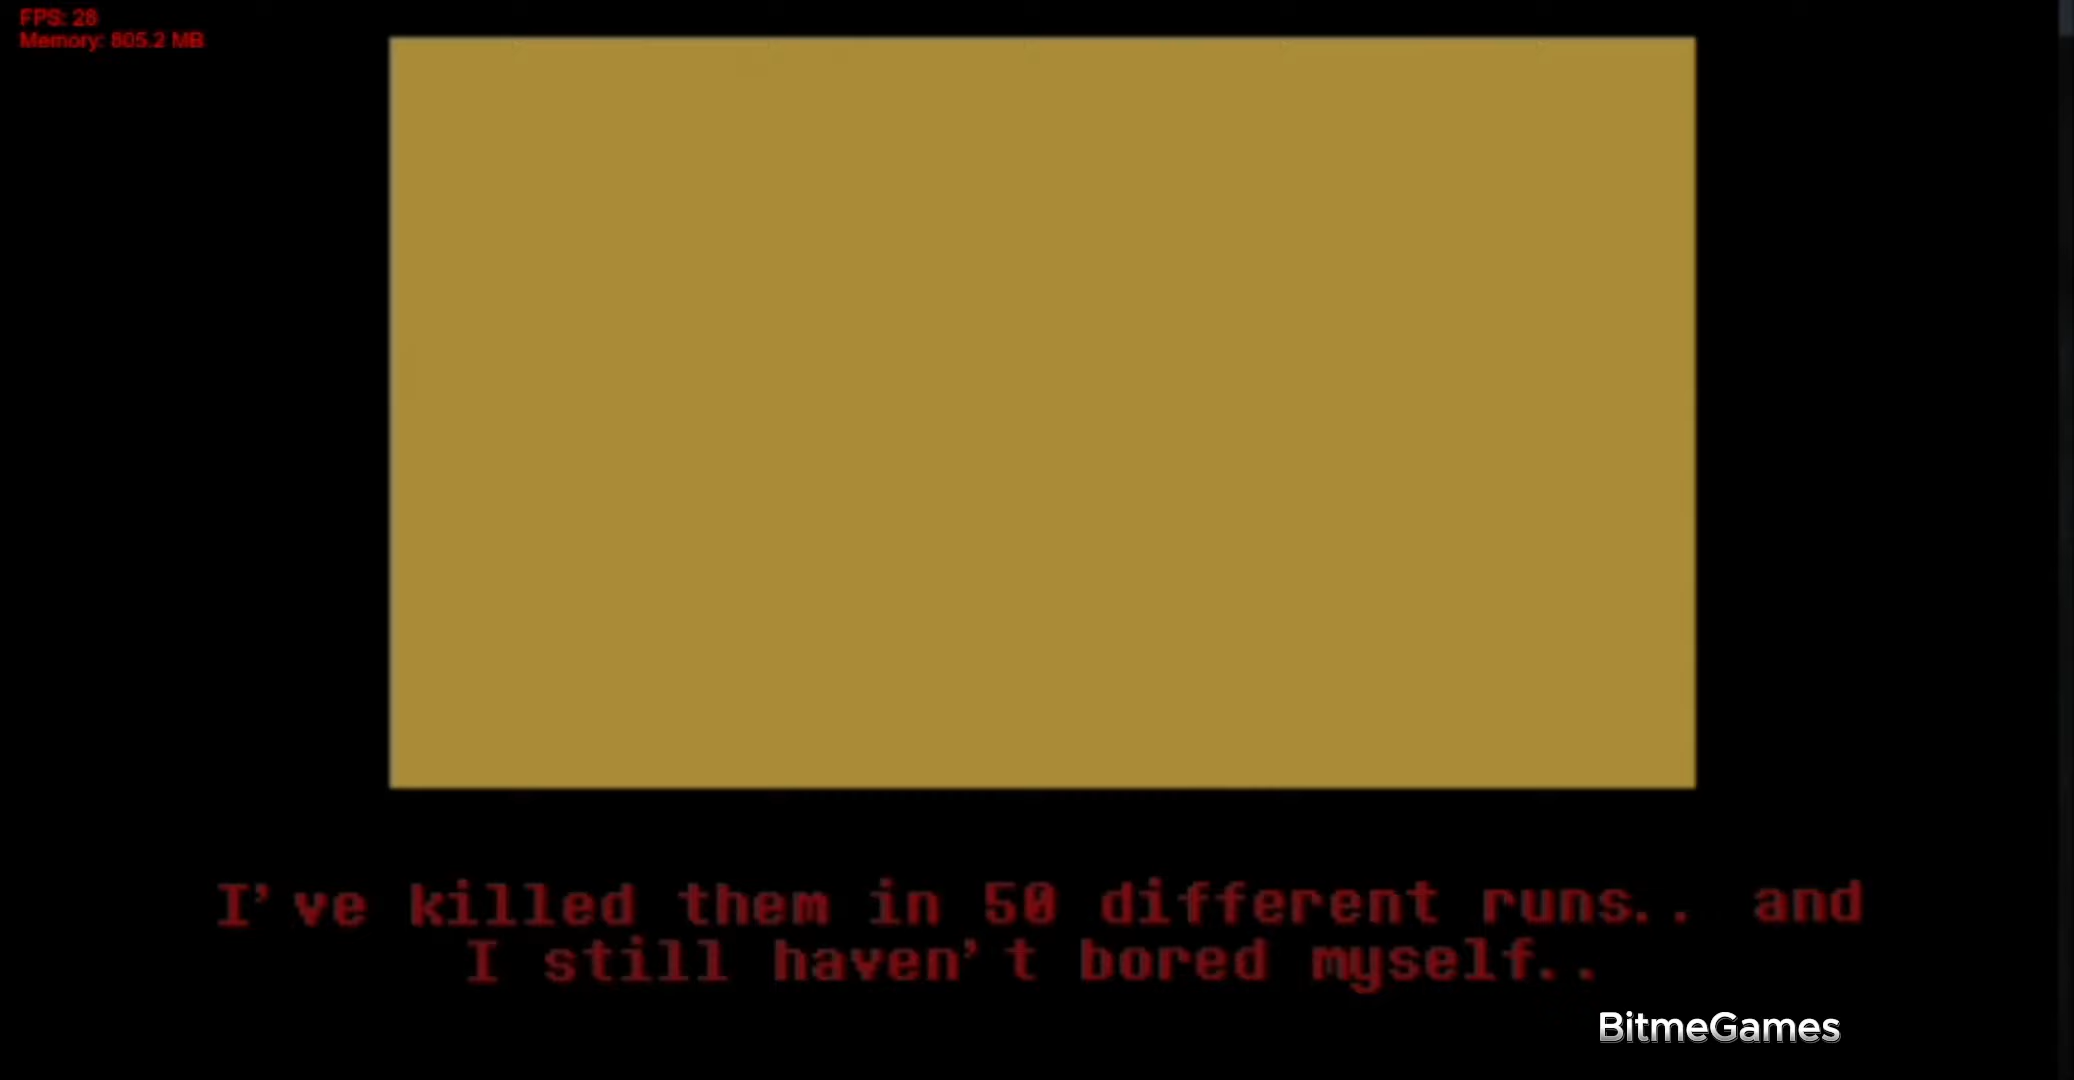 FPS: 28
Memory: 805.2 MB
I've killed them in 50 different runs.. and
I still haven't bored myself..
BitmeGames